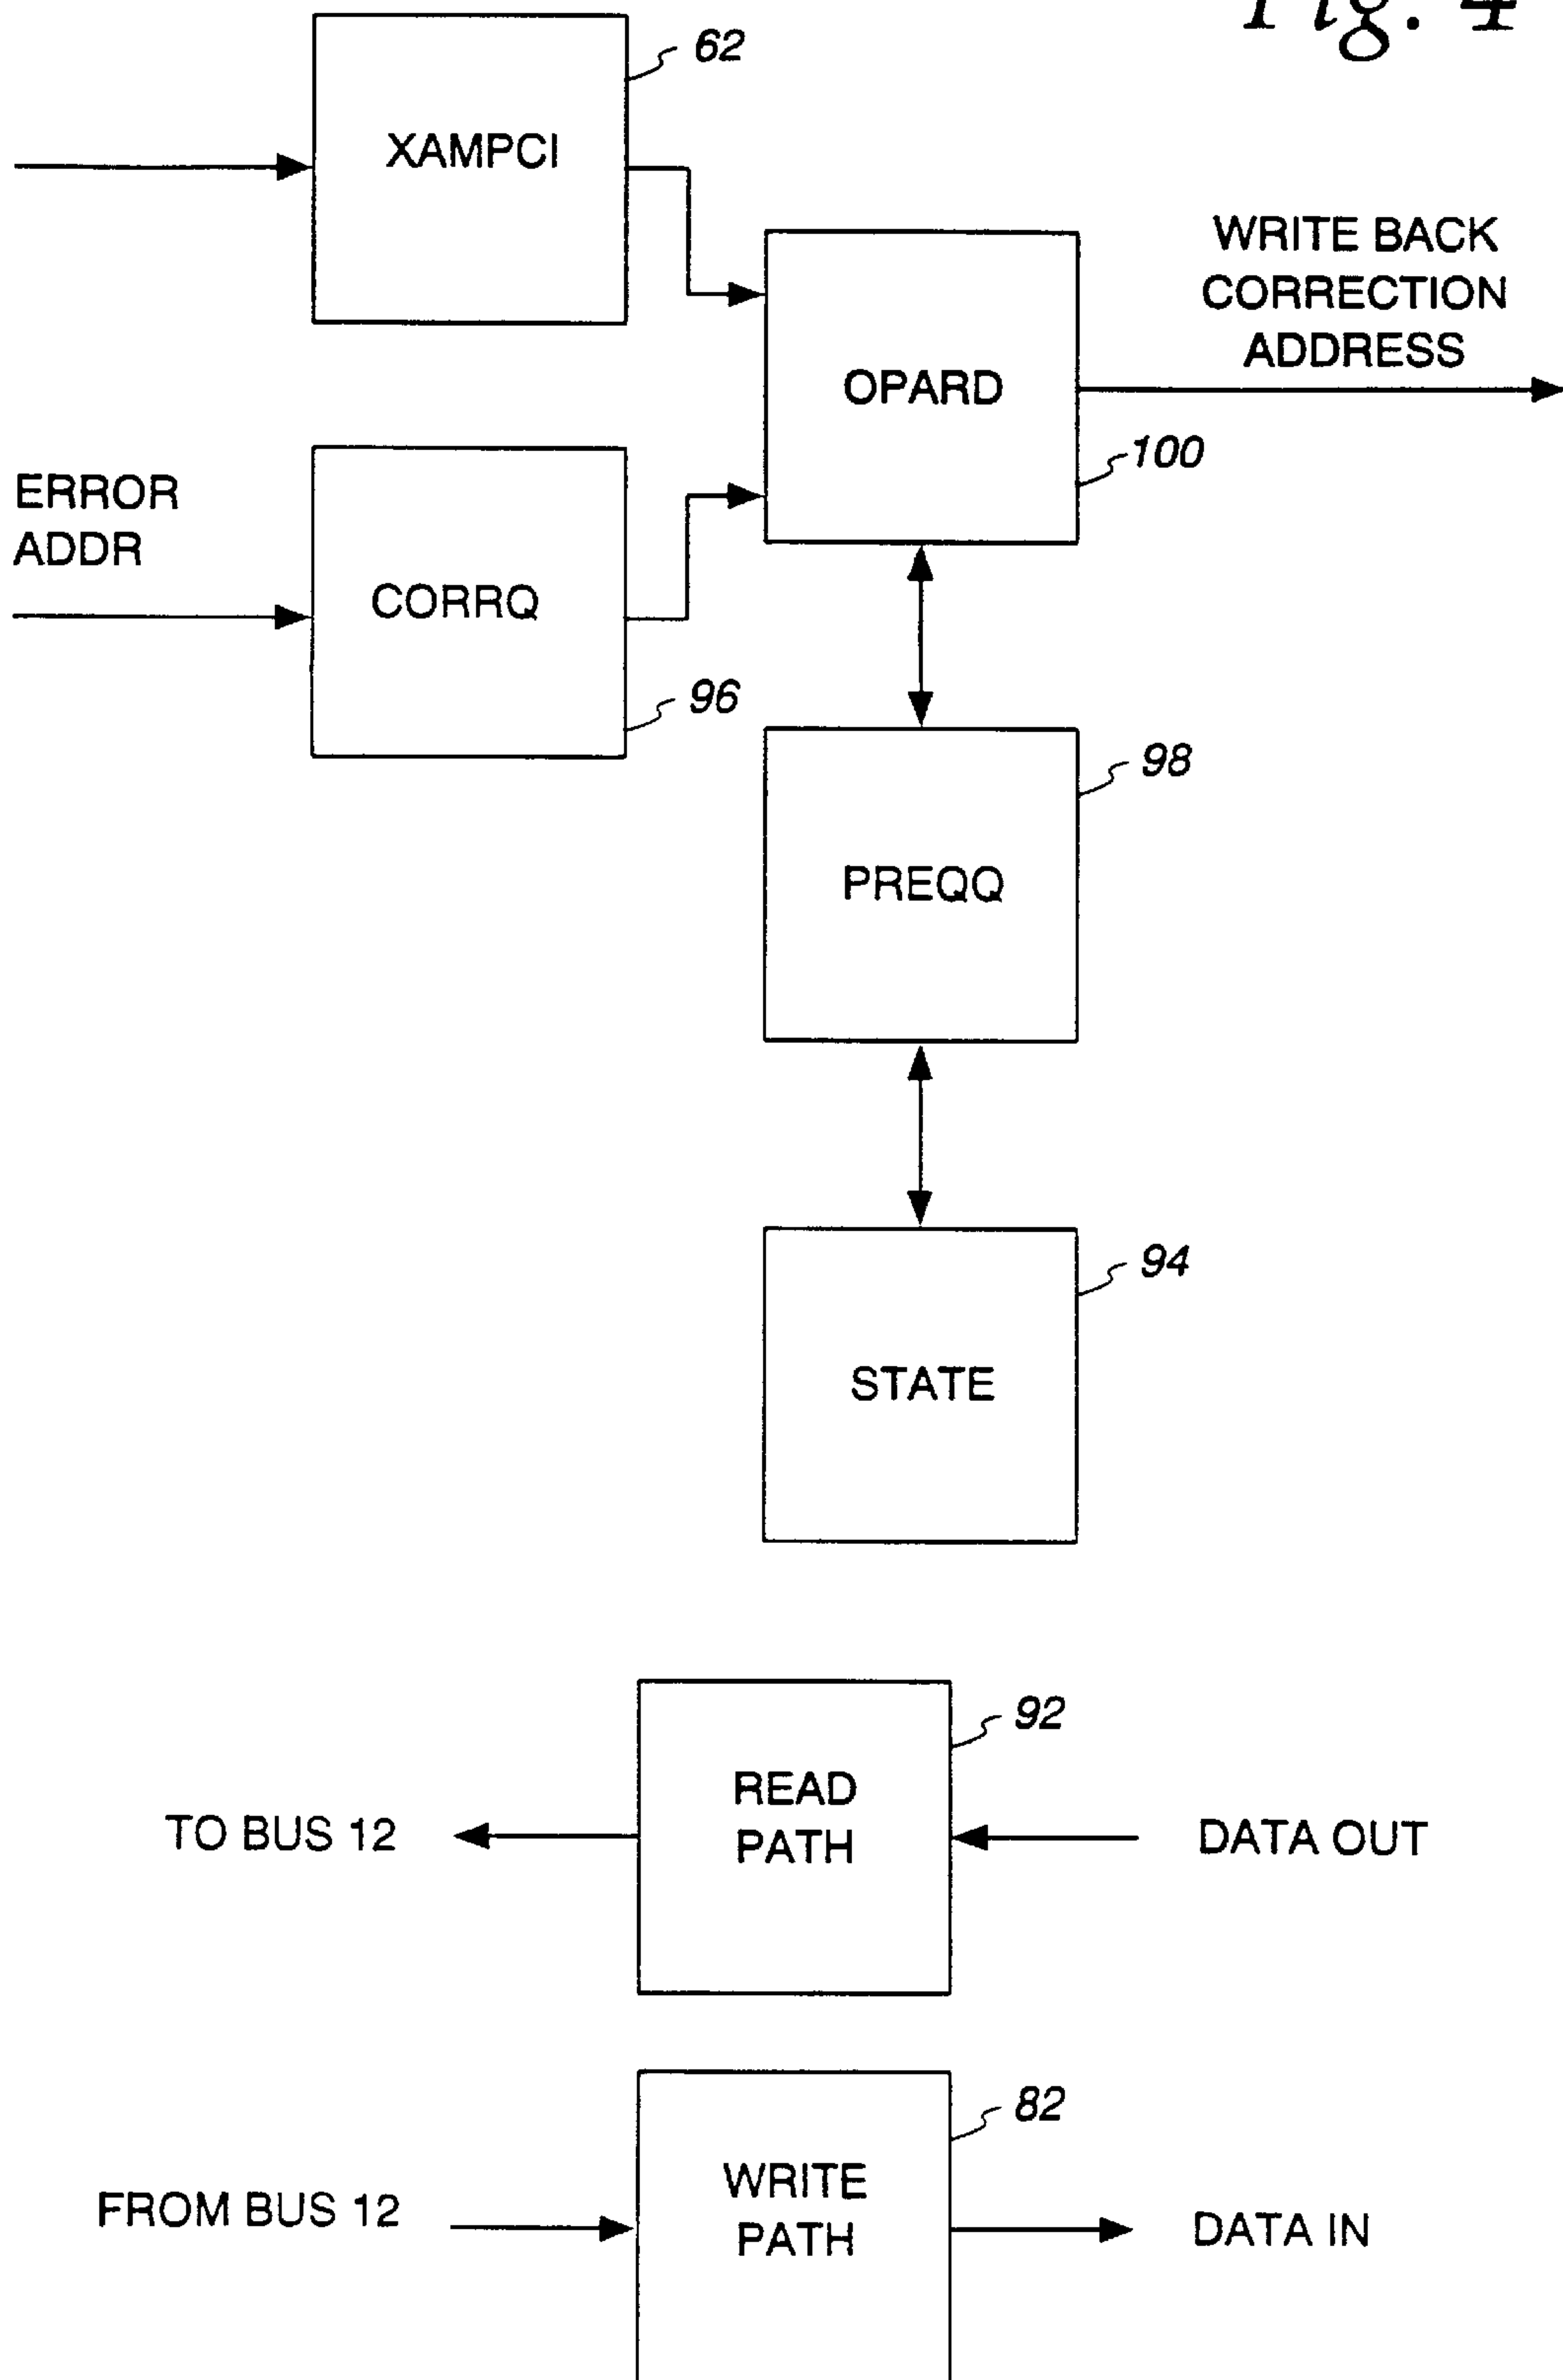 Fig. 4
62
XAMPCI
WRITE BACK
CORRECTION
ADDRESS
OPARD
100
ERROR
ADDR
CORRQ
96
98
PREQQ
94
STATE
92
READ
PATH
TO BUS 12
DATA OUT
82
WRITE
PATH
FROM BUS 12
DATA IN